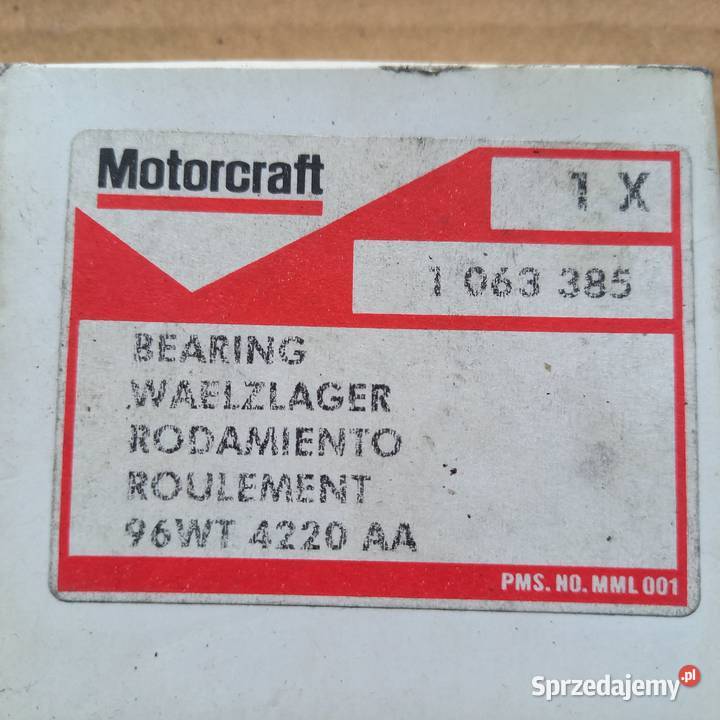 Motorcraft
1 X
1 063 385
BEARING
WAELZLAGER
RODAMIENTO
ROULEMENT
96WT 4220 AA
PMS. NO. MML 001
Sprzedajemy.pl